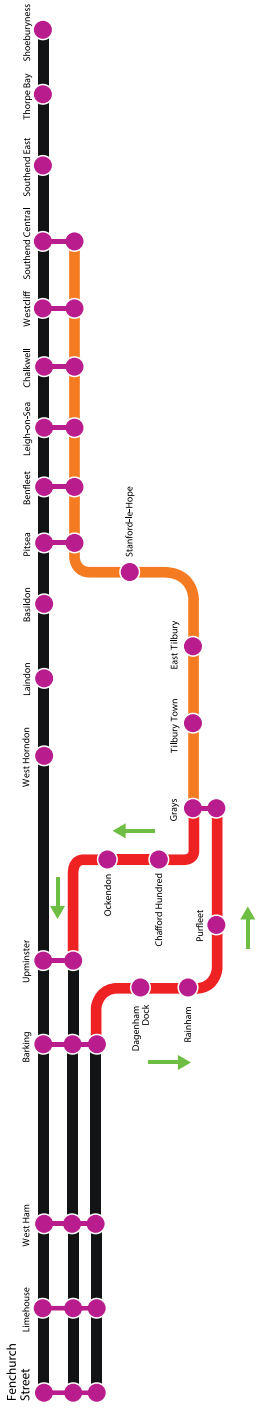 Shoeburyness
Thorpe Bay
Southend East
Southend Central
Westcliff
Chalkwell
Leigh-on-Sea
Benfleet
Pitsea
Stanford-le-Hope
Basildon
East Tilbury
Laindon
Tilbury Town
West Horndon
Grays
Ockendon
Chafford Hundred
Purfleet
Upminster
Dagenham
Dock
Rainham
Barking
West Ham
Limehouse
Fenchurch
Street